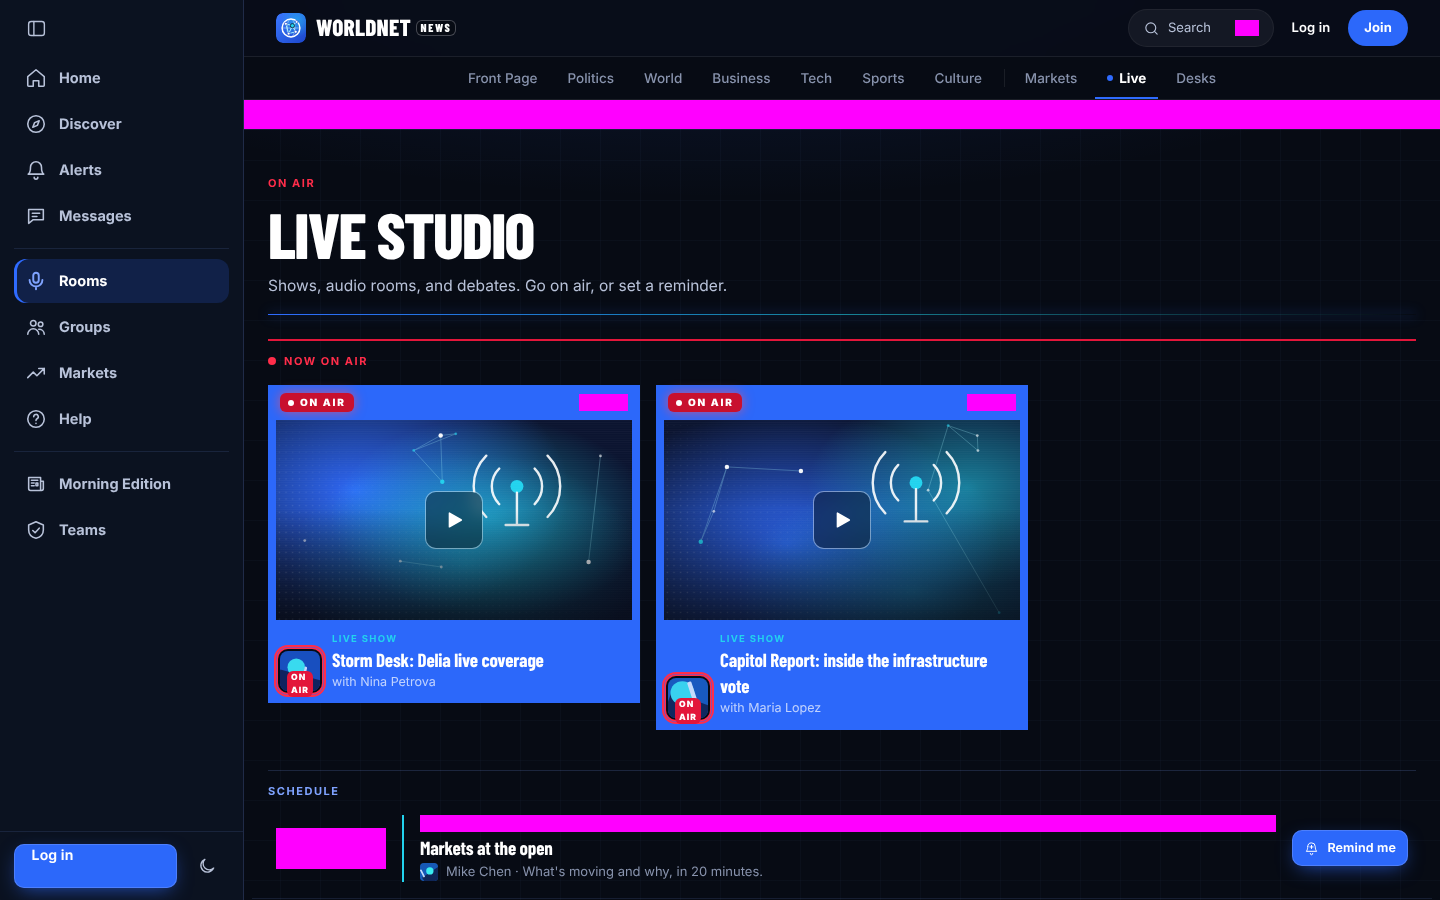 WORLDNET NEWS
Search
Log in
Join
Home
Discover
Alerts
Messages
Rooms
Groups
Markets
Help
Morning Edition
Teams
Log in
Front Page
Politics
World
Business
Tech
Sports
Culture
Markets
Live
Desks
ON AIR
LIVE STUDIO
Shows, audio rooms, and debates. Go on air, or set a reminder.
NOW ON AIR
ON AIR
LIVE SHOW
Storm Desk: Delia live coverage
with Nina Petrova
ON
AIR
ON AIR
LIVE SHOW
Capitol Report: inside the infrastructure
vote
with Maria Lopez
ON
AIR
SCHEDULE
Markets at the open
Mike Chen · What's moving and why, in 20 minutes.
Remind me